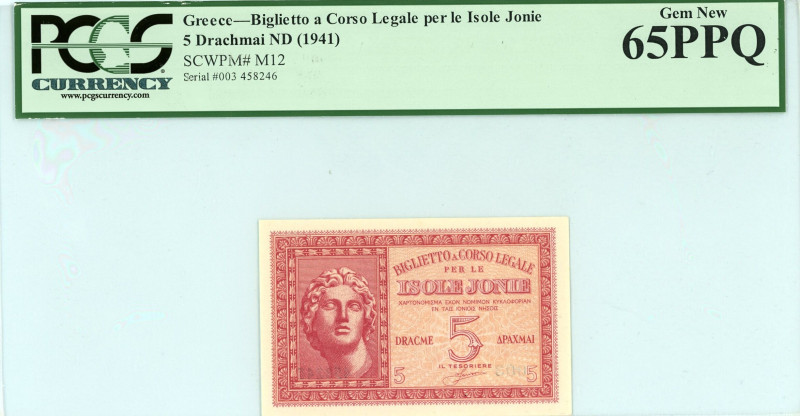 PCGS
CURRENCY
www.pcgscurrency.com
Greece—Biglietto a Corso Legale per le Isole Jonie
5 Drachmai ND (1941)
SCWPM# M12
Serial #003 458246
Gem New
65PPQ
BIGLIETTO A CORSO LEGALE
PER LE
ISOLE JONIE
ΧΑΡΤΟΝΟΜΙΣΜΑ ΕΧΟΝ ΝΟΜΙΜΟΝ ΚΥΚΛΟΦΟΡΙΑΝ
ΕΝ ΤΑΙΣ ΙΟΝΙΟΙΣ ΝΗΣΟΙΣ
DRACME 5 ΔΡΑΧΜΑΙ
IL TESORIERE
5 5